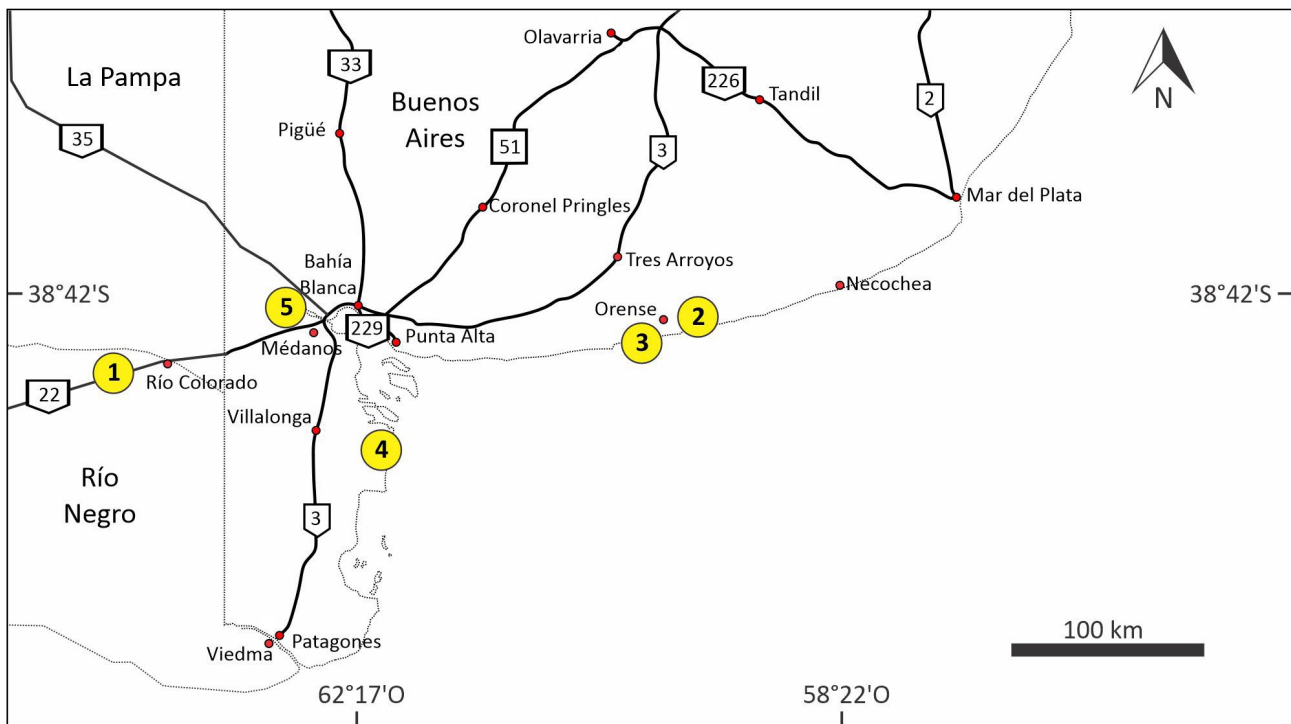 Olavarria
33
La Pampa
226
Tandil
2
N
Buenos
Aires
Pigüé
35
51
3
Coronel Pringles
Mar del Plata
Bahía
Blanca
Tres Arroyos
38°42'S
5
Necochea
38°42'S
Orense
2
229
Punta Alta
3
Médanos
1
Río Colorado
22
Villalonga
4
Río
Negro
3
Patagones
Viedma
100 km
62°17'O
58°22'O